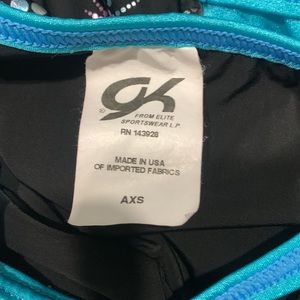 GK
FROM ELITE
SPORTSWEAR L.P.
RN 143928
MADE IN USA
OF IMPORTED FABRICS
AXS